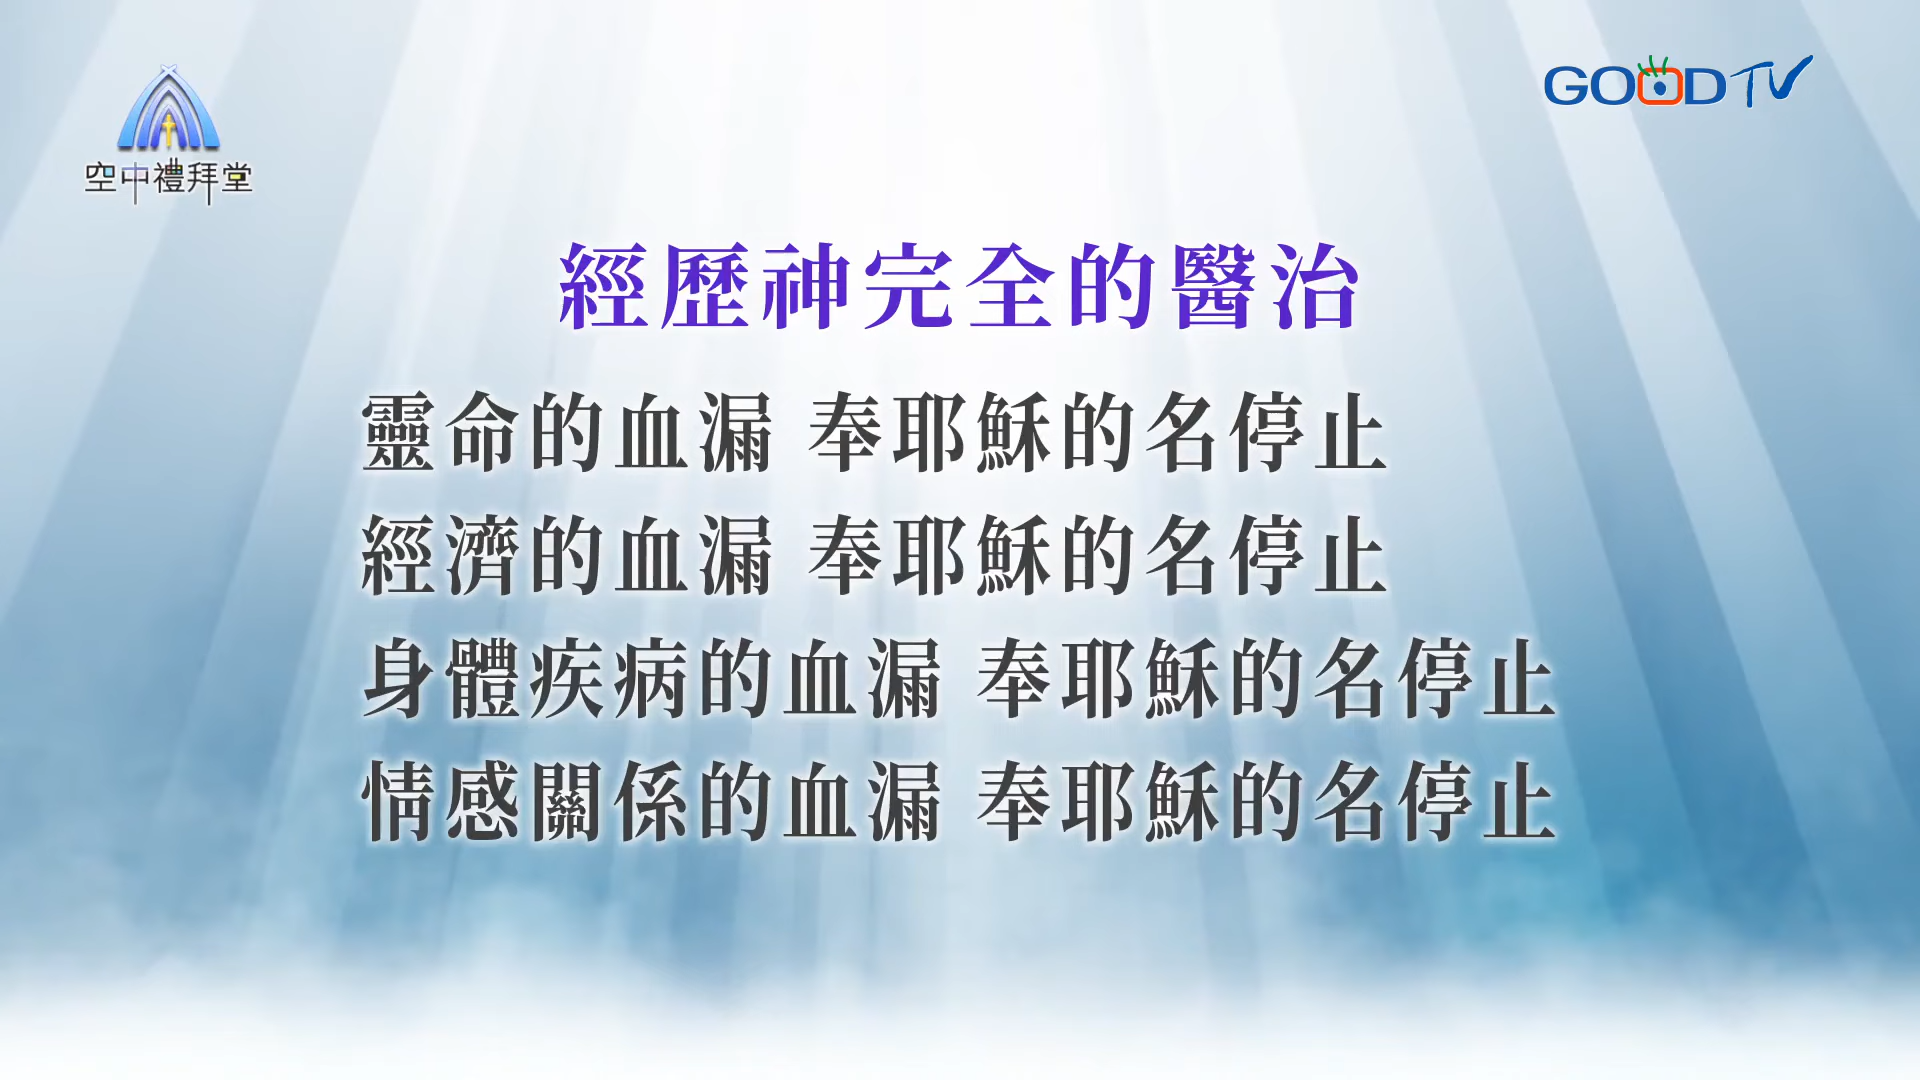 空中禮拜堂
GOOD TV
經歷神完全的醫治
靈命的血漏 奉耶穌的名停止
經濟的血漏 奉耶穌的名停止
身體疾病的血漏 奉耶穌的名停止
情感關係的血漏 奉耶穌的名停止